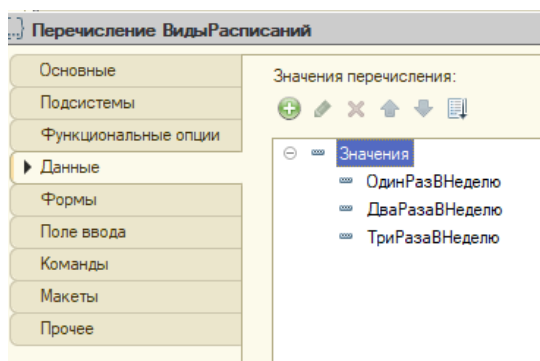 Перечисление ВидыРасписаний
Основные
Подсистемы
Функциональные опции
Данные
Формы
Поле ввода
Команды
Макеты
Прочее
Значения перечисления:
Значения
ОдинРазВНеделю
ДваРазаВНеделю
ТриРазаВНеделю